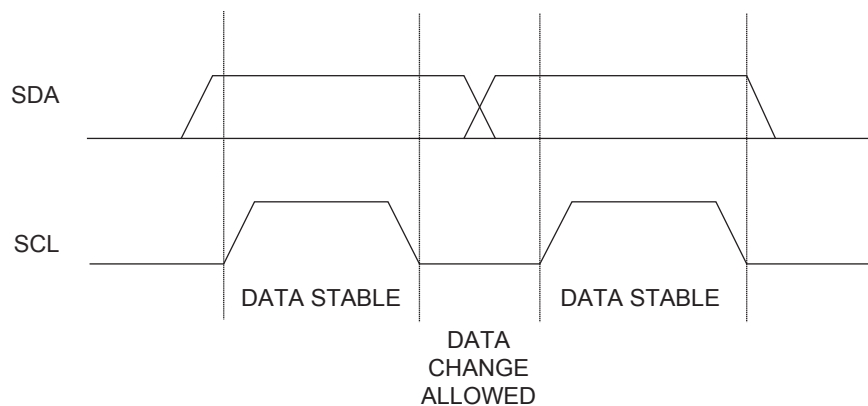 SDA
SCL
DATA STABLE
DATA STABLE
DATA
CHANGE
ALLOWED